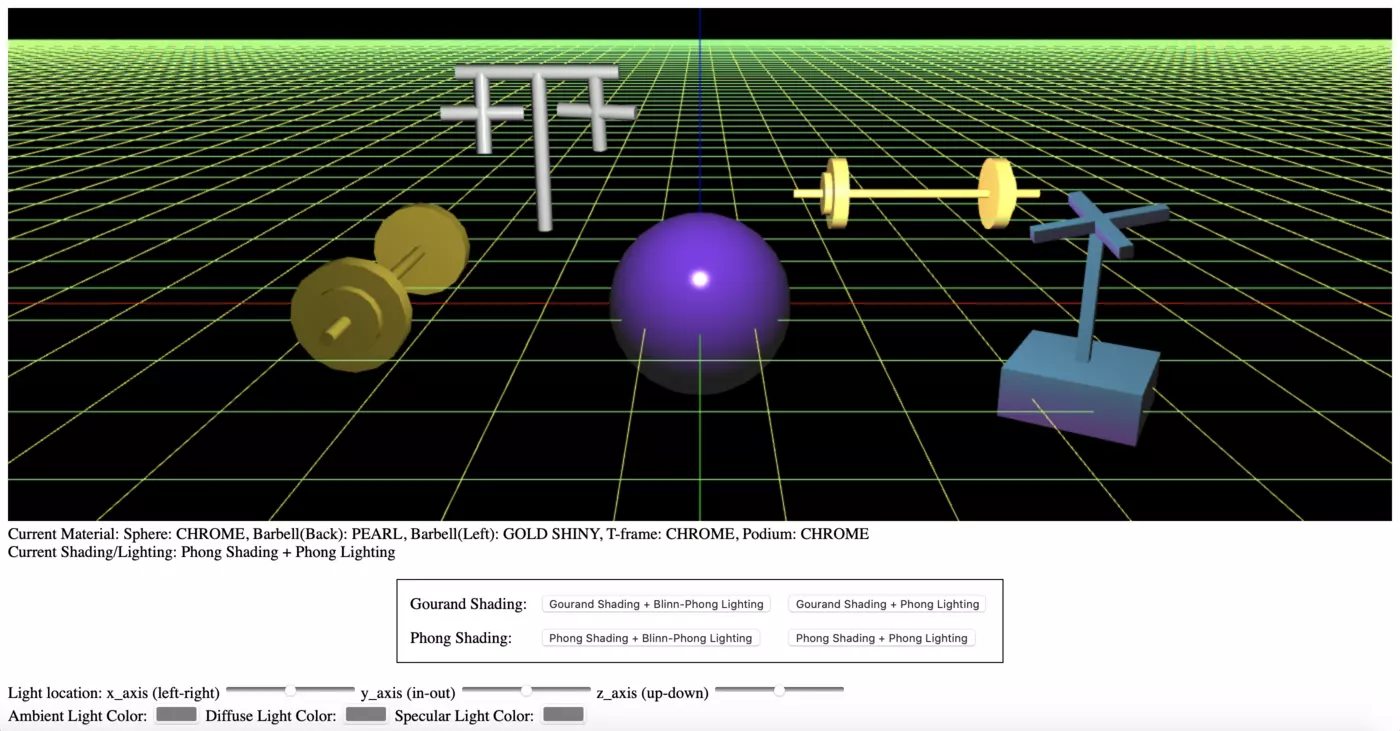 Current Material: Sphere: CHROME, Barbell(Back): PEARL, Barbell(Left): GOLD SHINY, T-frame: CHROME, Podium: CHROME
Current Shading/Lighting: Phong Shading + Phong Lighting
Gourand Shading: Gourand Shading + Blinn-Phong Lighting Gourand Shading + Phong Lighting
Phong Shading: Phong Shading + Blinn-Phong Lighting Phong Shading + Phong Lighting
Light location: x_axis (left-right) y_axis (in-out) z_axis (up-down)
Ambient Light Color: Diffuse Light Color: Specular Light Color: